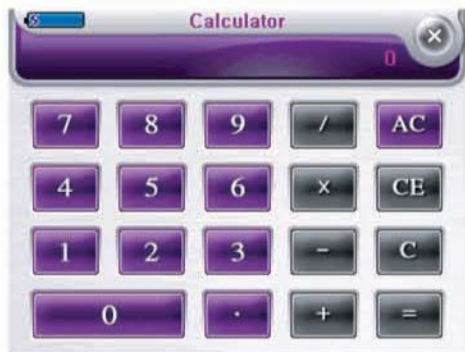 Calculator
0
7 8 9 / AC
4 5 6 × CE
1 2 3 - C
0 . + =